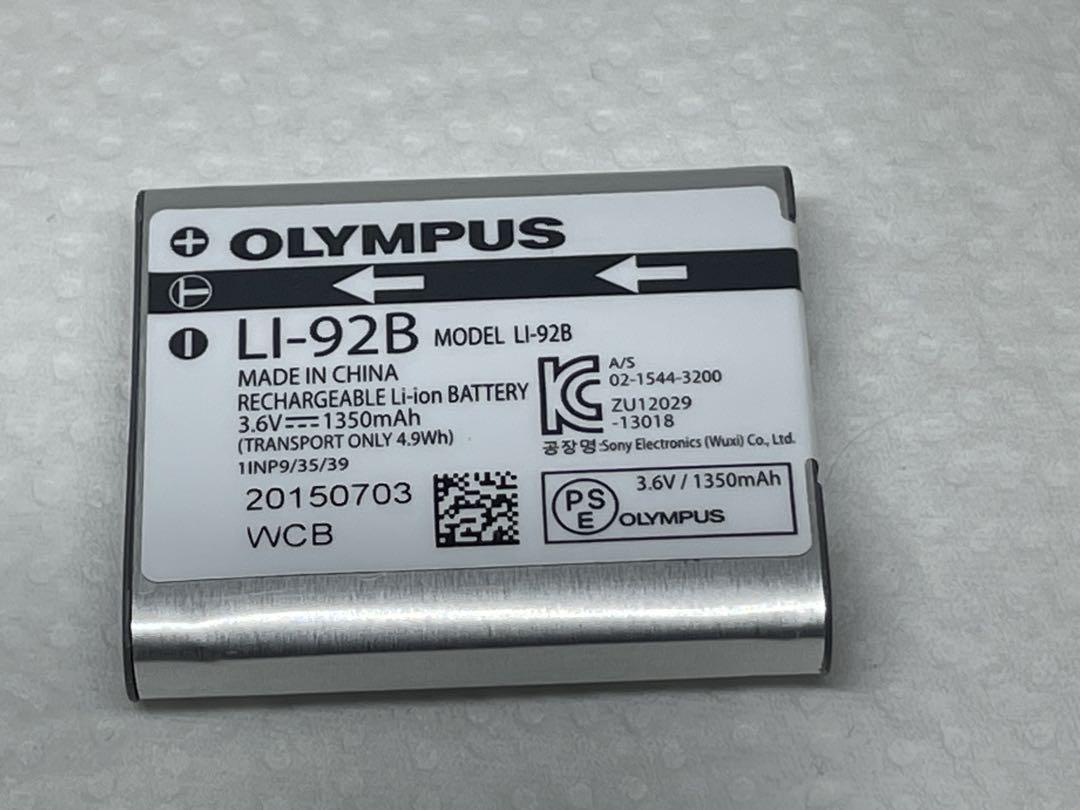 OLYMPUS
LI-92B MODEL LI-92B
MADE IN CHINA
RECHARGEABLE Li-ion BATTERY
3.6V⎓1350mAh
(TRANSPORT ONLY 4.9Wh)
1INP9/35/39
20150703
WCB
A/S
02-1544-3200
ZU12029
-13018
공장명:Sony Electronics (Wuxi) Co., Ltd.
PS
E
3.6V / 1350mAh
OLYMPUS